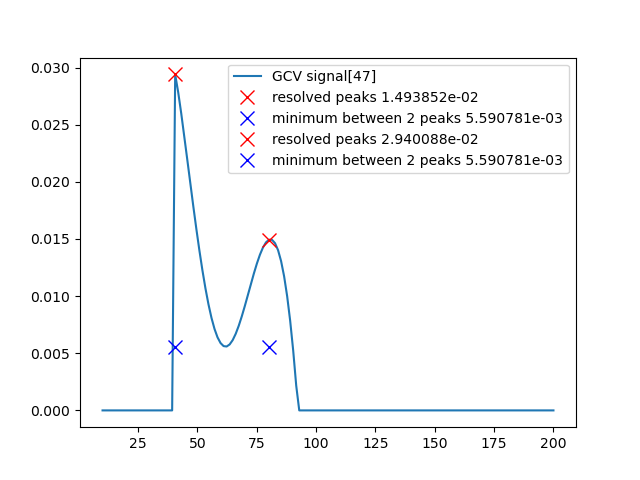 GCV signal[47]
resolved peaks 1.493852e-02
minimum between 2 peaks 5.590781e-03
resolved peaks 2.940088e-02
minimum between 2 peaks 5.590781e-03
0.030
0.025
0.020
0.015
0.010
0.005
0.000
25 50 75 100 125 150 175 200